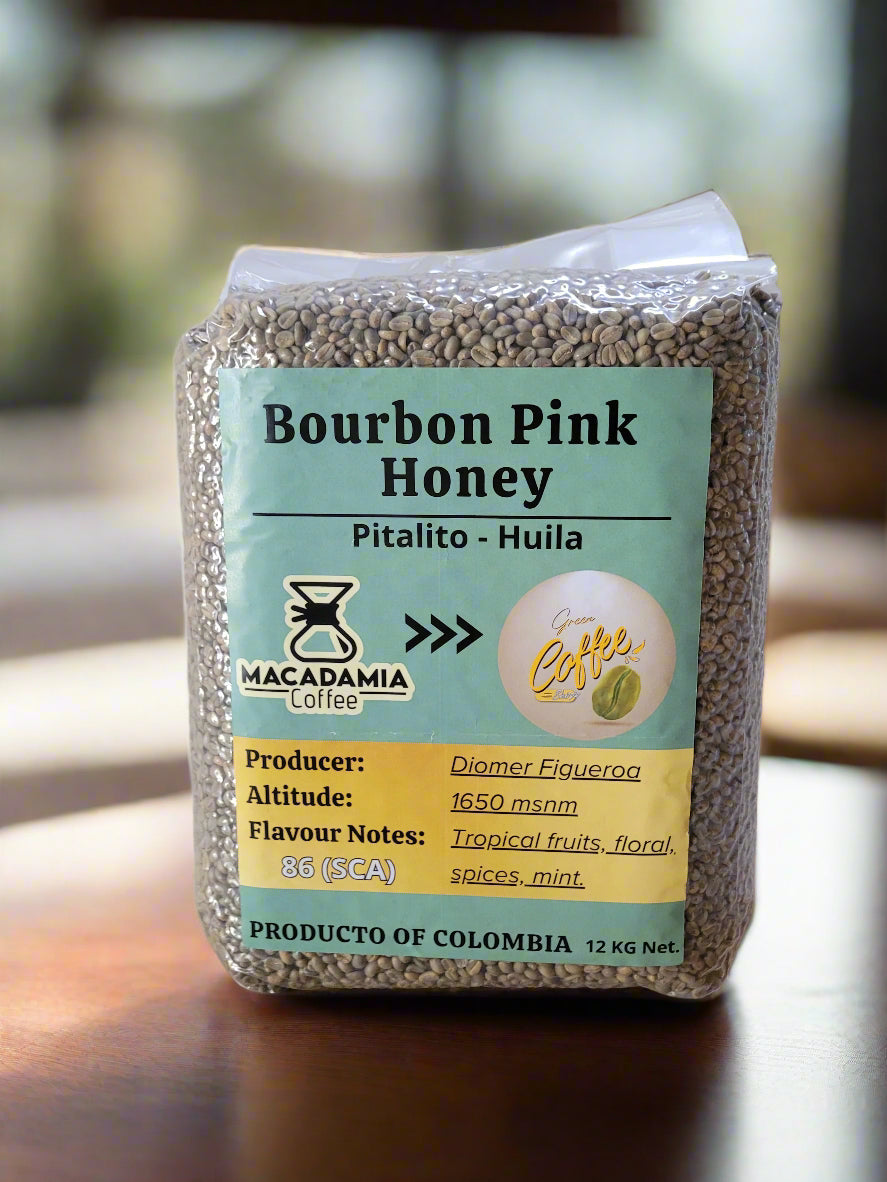 Bourbon Pink
Honey
Pitalito - Huila
MACADAMIA
Coffee
>>>
Green
Coffee
Producer: Diomer Figueroa
Altitude: 1650 msnm
Flavour Notes: Tropical fruits, floral,
86 (SCA) spices, mint.
PRODUCTO OF COLOMBIA 12 KG Net.